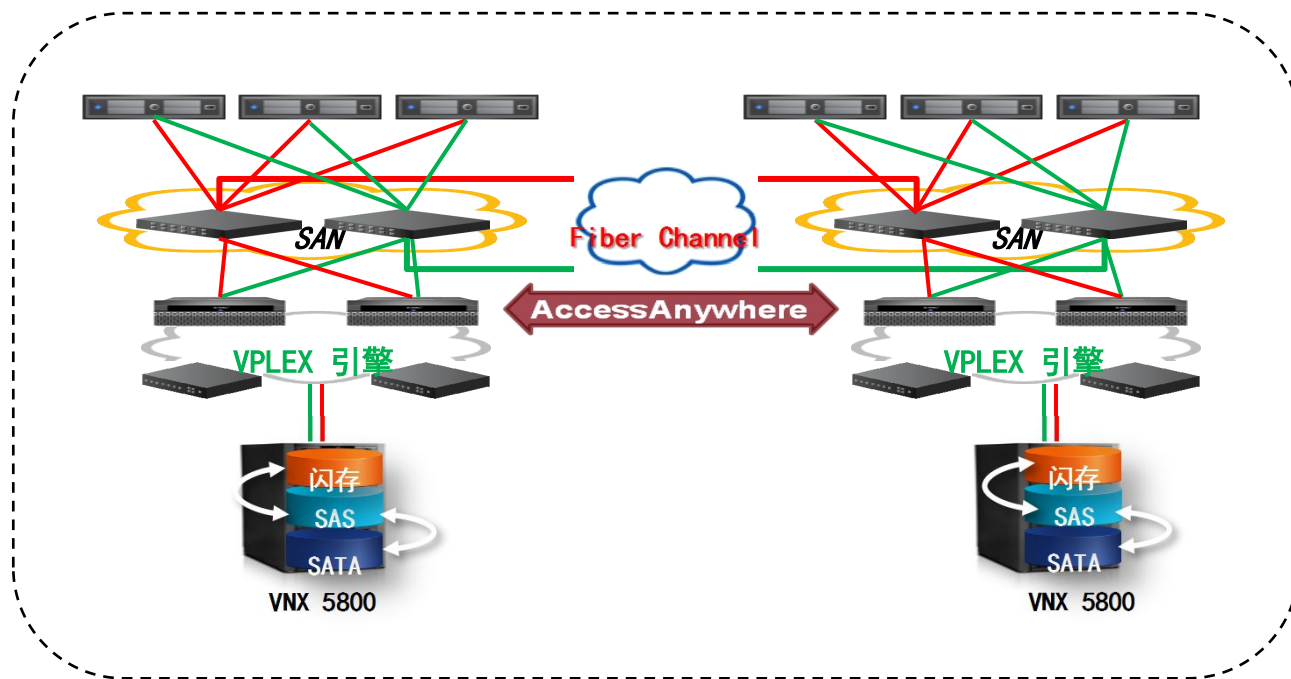 SAN
SAN
Fiber Channel
AccessAnywhere
VPLEX 引擎
VPLEX 引擎
闪存
SAS
SATA
VNX 5800
闪存
SAS
SATA
VNX 5800